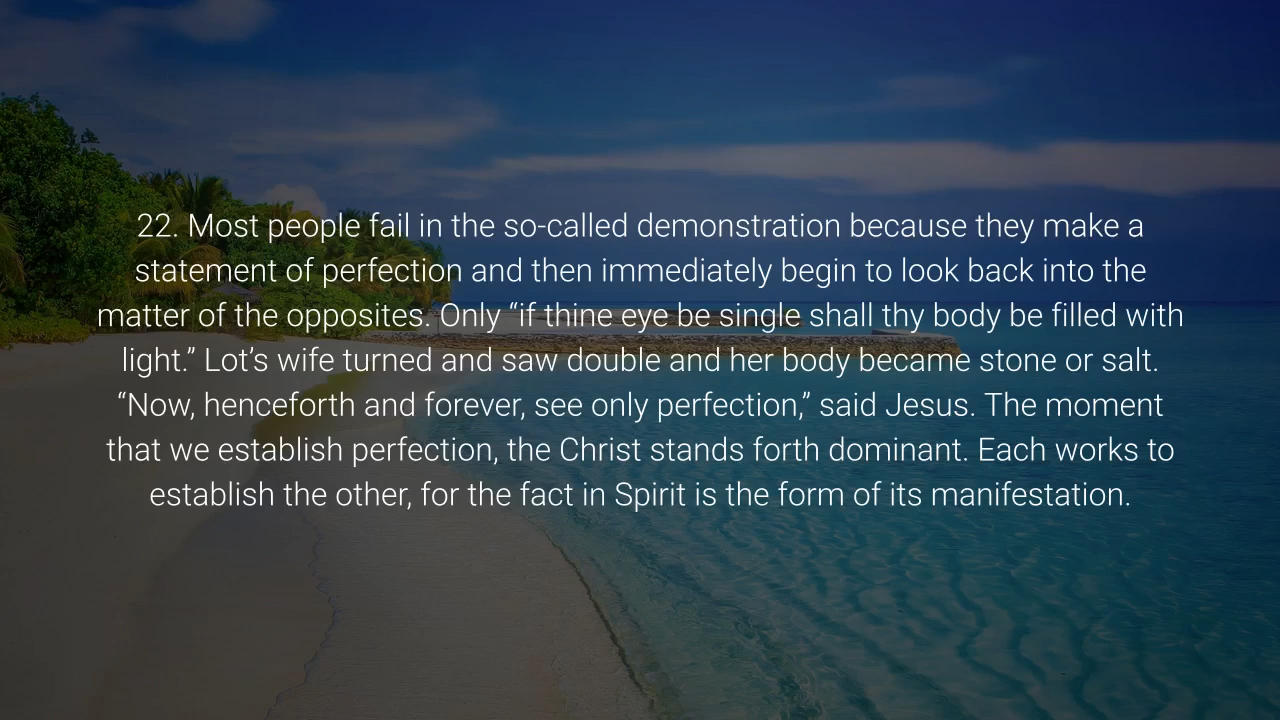 22. Most people fail in the so-called demonstration because they make a
statement of perfection and then immediately begin to look back into the
matter of the opposites. Only “if thine eye be single shall thy body be filled with
light.” Lot’s wife turned and saw double and her body became stone or salt.
“Now, henceforth and forever, see only perfection,” said Jesus. The moment
that we establish perfection, the Christ stands forth dominant. Each works to
establish the other, for the fact in Spirit is the form of its manifestation.